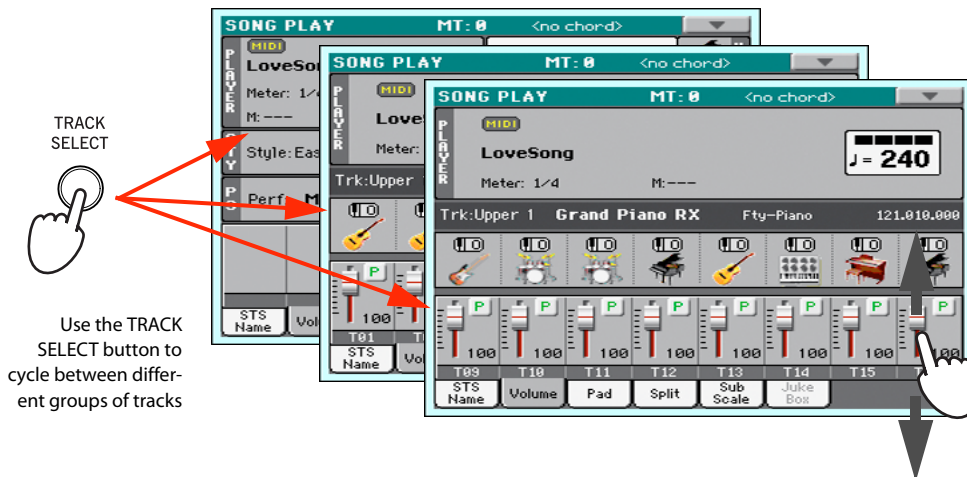 TRACK
SELECT
Use the TRACK
SELECT button to
cycle between differ-
ent groups of tracks
SONG PLAY MT: 0 <no chord>
MIDI
Meter: 1/4
M: ---
Style:
Perf:
STS
Name
SONG PLAY MT: 0 <no chord>
PLAYER
MIDI
Meter:
Trk:Upper
P
100
T01
STS
Name
SONG PLAY MT: 0 <no chord>
PLAYER
MIDI
LoveSong
♩ = 240
Meter: 1/4 M:---
Trk:Upper 1 Grand Piano RX Fty-Piano 121.010.000
P P P P P P P P
100 100 100 100 100 100 100 100
T09 T10 T11 T12 T13 T14 T15
STS
Name Volume Pad Split Sub
Scale Juke
Box